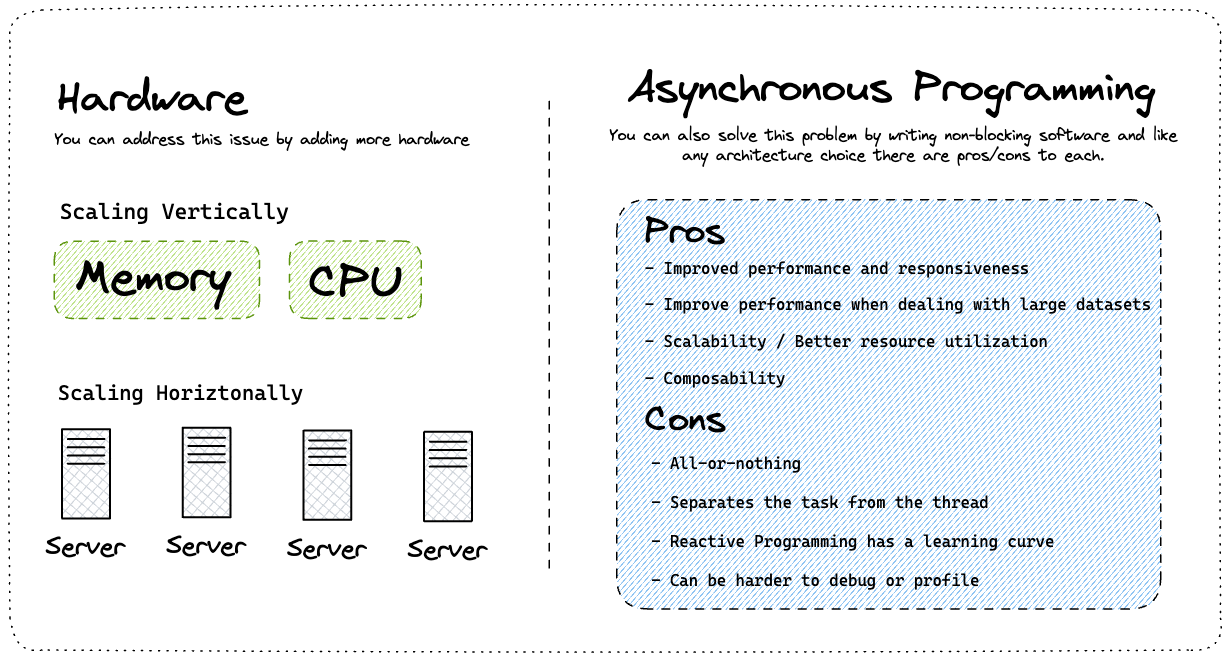 Hardware
You can address this issue by adding more hardware
Scaling Vertically
Memory
CPU
Scaling Horiztonally
Server
Server
Server
Server
Asynchronous Programming
You can also solve this problem by writing non-blocking software and like
any architecture choice there are pros/cons to each.
Pros
- Improved performance and responsiveness
- Improve performance when dealing with large datasets
- Scalability / Better resource utilization
- Composability
Cons
- All-or-nothing
- Separates the task from the thread
- Reactive Programming has a learning curve
- Can be harder to debug or profile